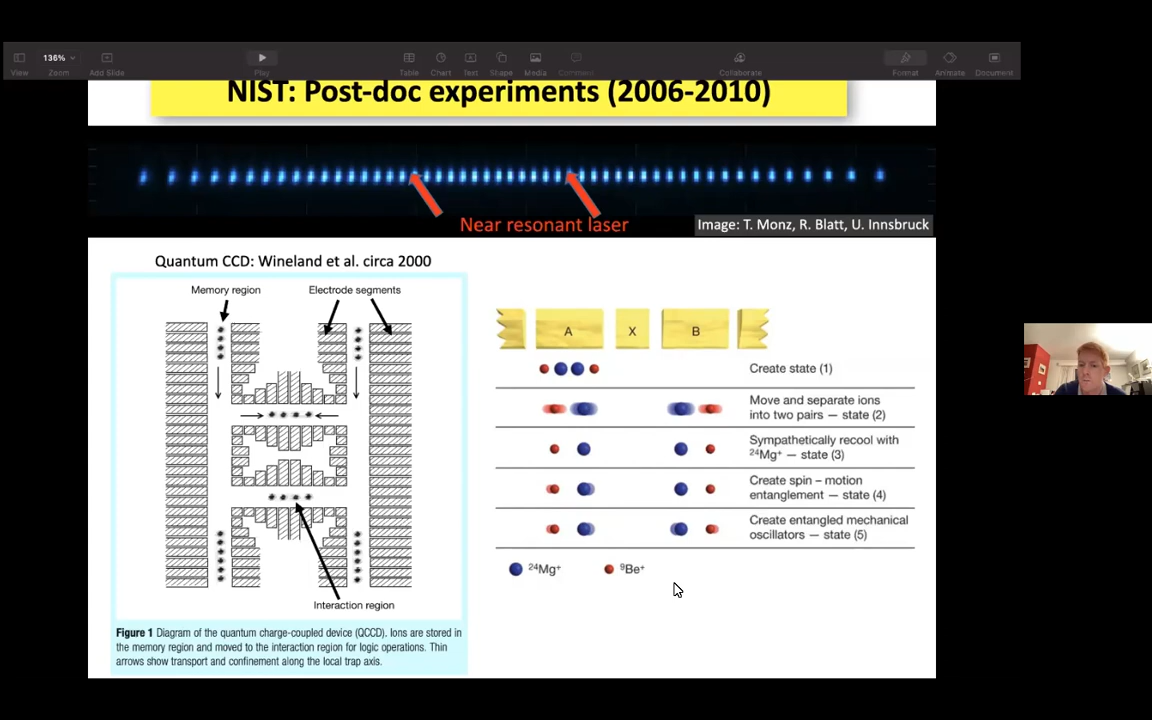 136%
View
Zoom
Add Slide
Play
Table
Chart
Text
Shape
Media
Comment
Collaborate
Format
Animate
Document
NIST: Post-doc experiments (2006-2010)
Near resonant laser
Image: T. Monz, R. Blatt, U. Innsbruck
Quantum CCD: Wineland et al. circa 2000
Memory region
Electrode segments
Interaction region
Figure 1 Diagram of the quantum charge-coupled device (QCCD). Ions are stored in
the memory region and moved to the interaction region for logic operations. Thin
arrows show transport and confinement along the local trap axis.
A
X
B
Create state (1)
Move and separate ions
into two pairs — state (2)
Sympathetically recool with
²⁴Mg⁺ — state (3)
Create spin – motion
entanglement — state (4)
Create entangled mechanical
oscillators — state (5)
²⁴Mg⁺
⁹Be⁺